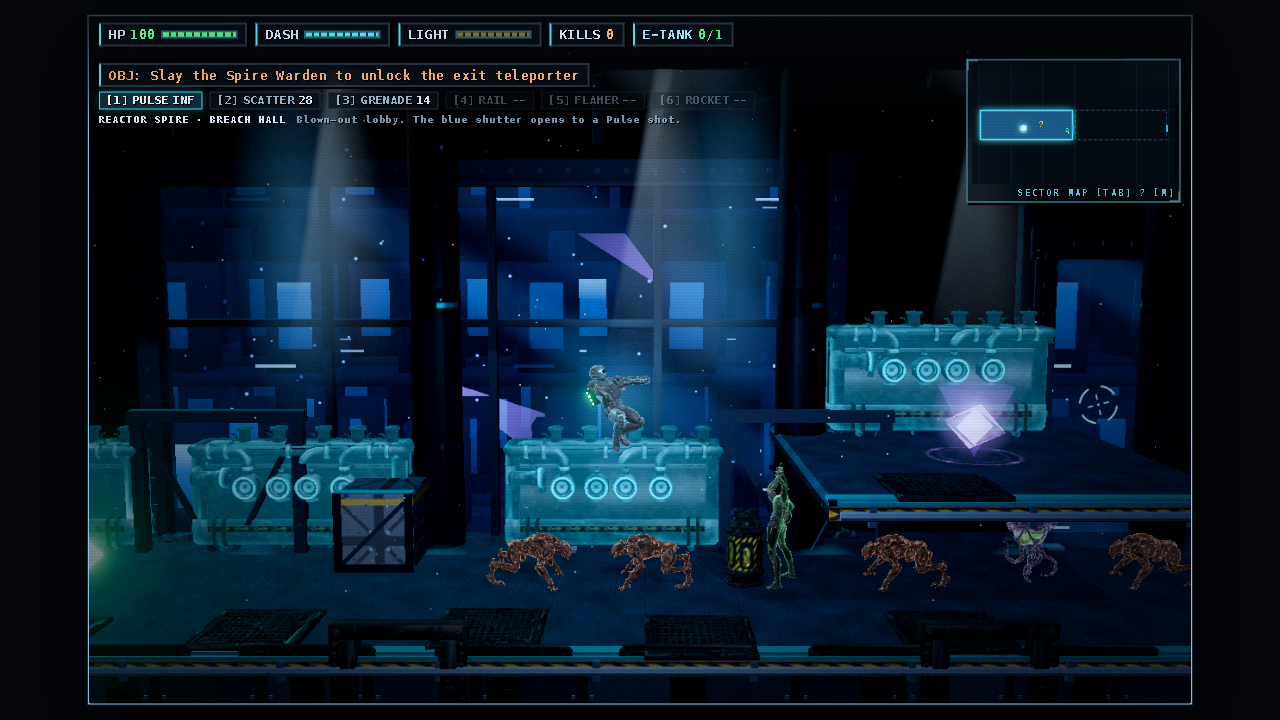 HP 100 DASH LIGHT KILLS 0 E-TANK 0/1
OBJ: Slay the Spire Warden to unlock the exit teleporter
[1] PULSE INF [2] SCATTER 28 [3] GRENADE 14 [4] RAIL -- [5] FLAMER -- [6] ROCKET --
REACTOR SPIRE · BREACH HALL Blown-out lobby. The blue shutter opens to a Pulse shot.
?
S
SECTOR MAP [TAB] ? [M]